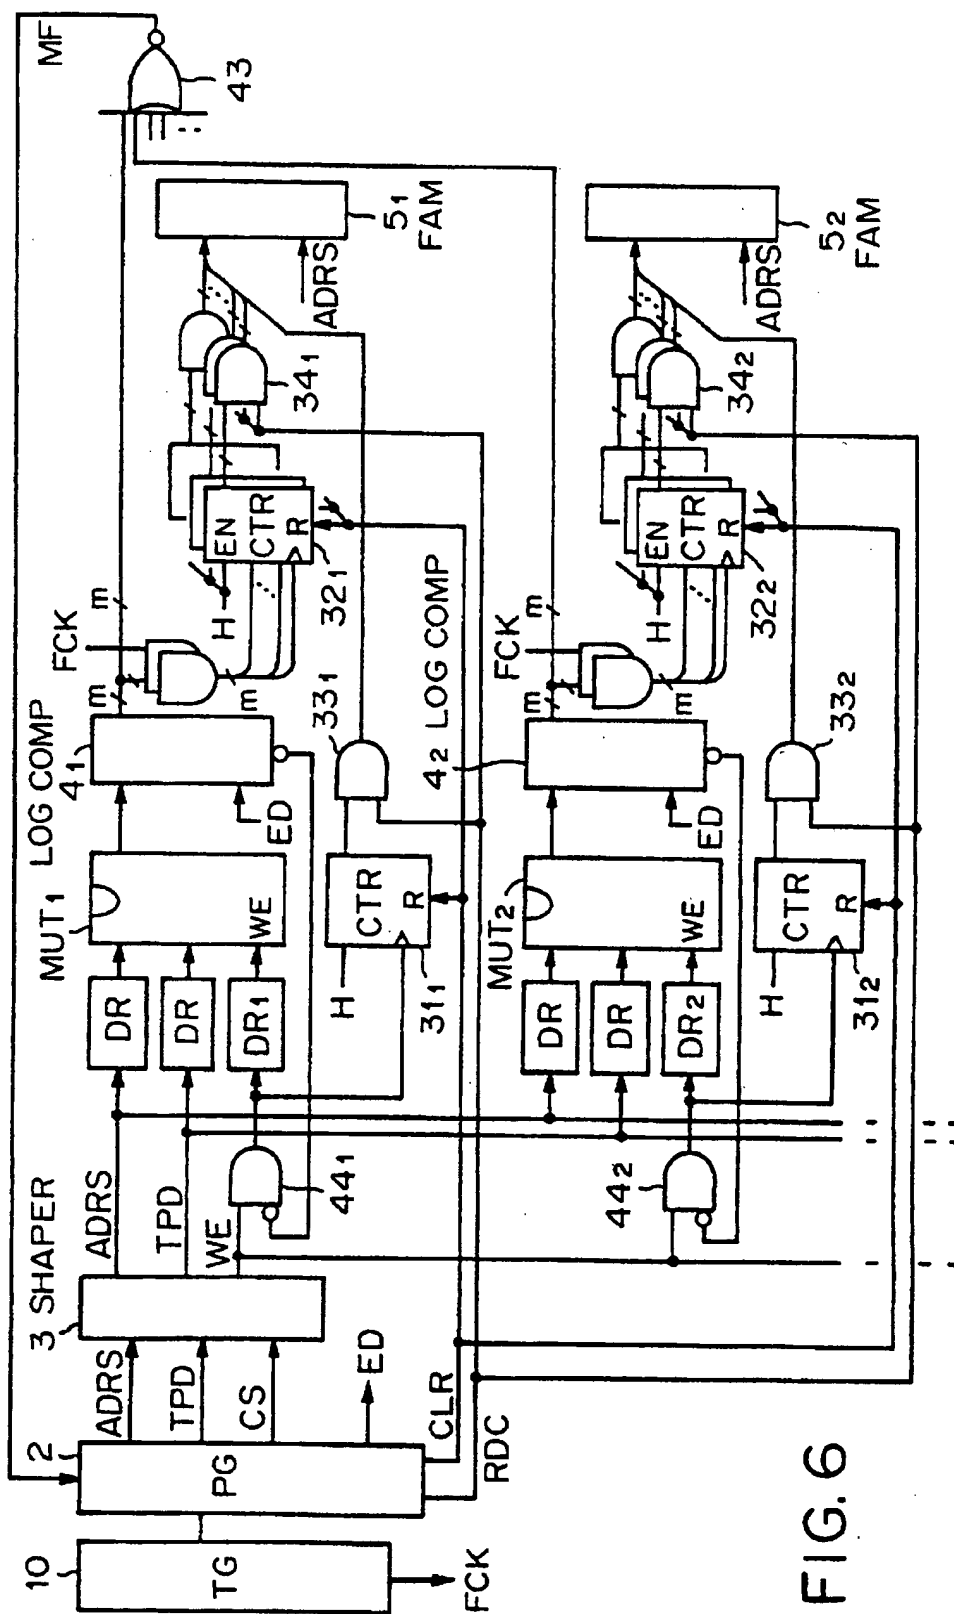 MF
43
LOG COMP
41
FCK
m
m
m
MUT1
DR
DR
DR1
WE
ED
H
EN
CTR
R
321
341
51
FAM
ADRS
331
H
CTR
R
311
3 SHAPER
ADRS
TPD
WE
441
10
TG
FCK
2
PG
ADRS
TPD
CS
ED
CLR
RDC
42 LOG COMP
FCK
m
m
m
MUT2
DR
DR
DR2
WE
ED
H
EN
CTR
R
322
342
52
FAM
ADRS
332
H
CTR
R
312
442
FIG. 6